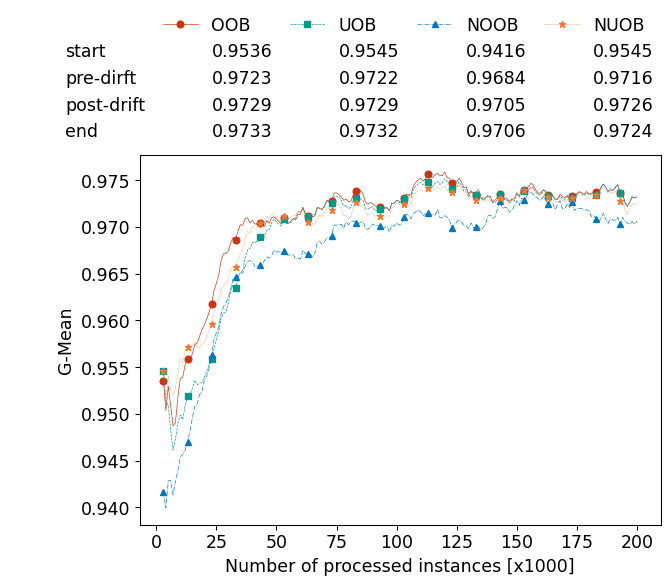 OOB UOB NOOB NUOB
start 0.9536 0.9545 0.9416 0.9545
pre-dirft 0.9723 0.9722 0.9684 0.9716
post-drift 0.9729 0.9729 0.9705 0.9726
end 0.9733 0.9732 0.9706 0.9724
0.975
0.970
0.965
0.960
0.955
0.950
0.945
0.940
G-Mean
0 25 50 75 100 125 150 175 200
Number of processed instances [x1000]